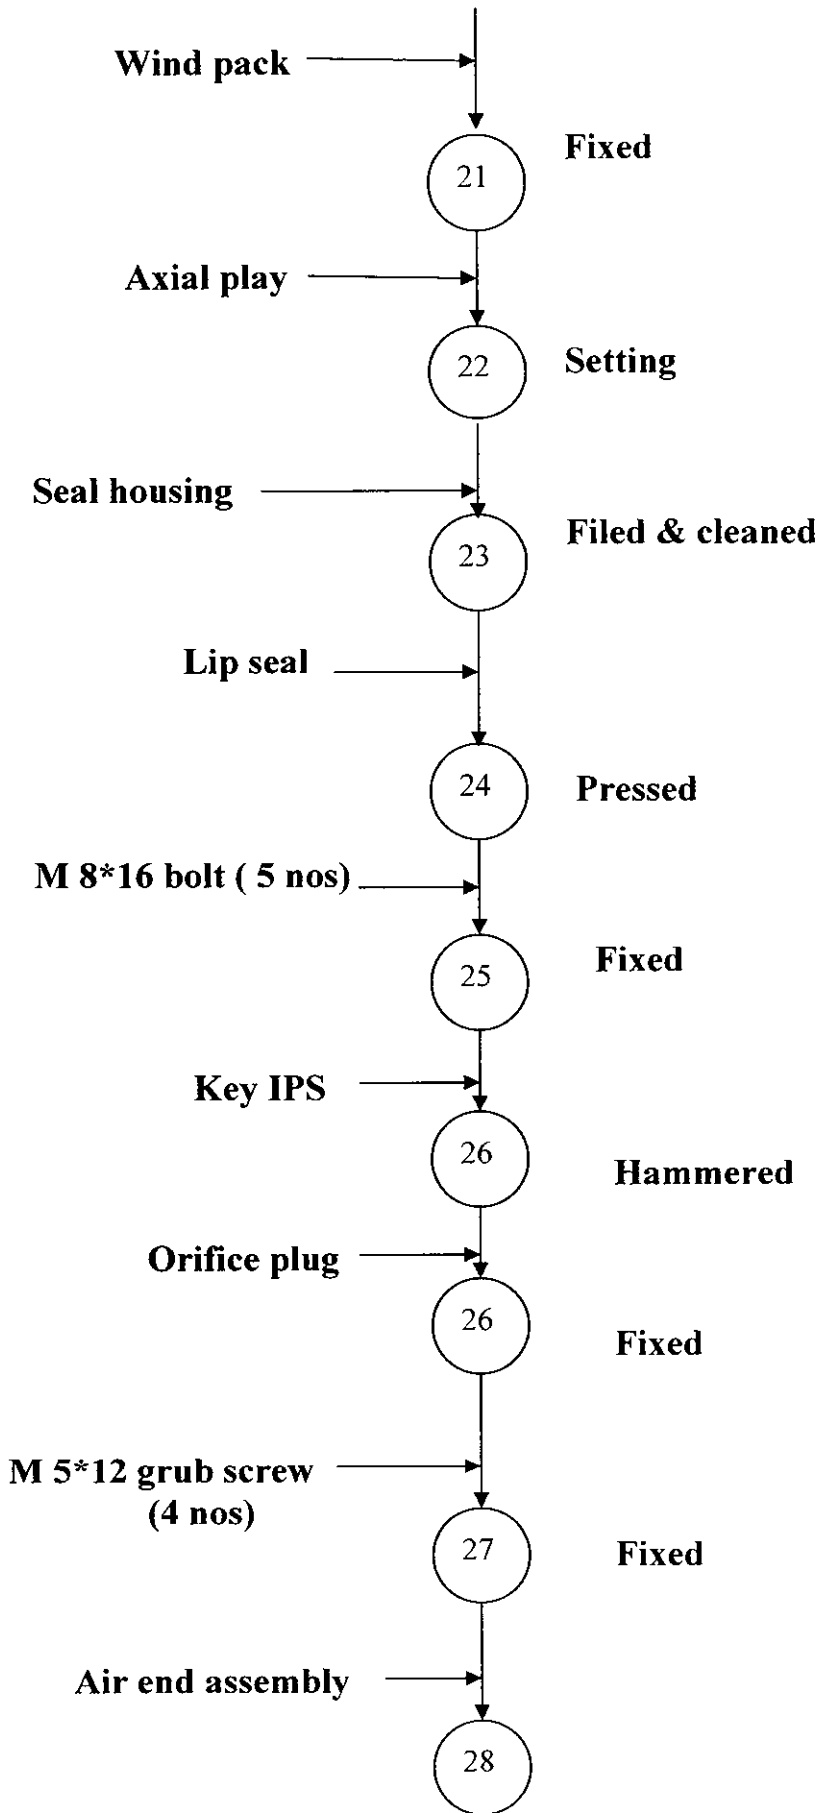 Wind pack
Fixed
21
Axial play
Setting
22
Seal housing
Filed & cleaned
23
Lip seal
24
Pressed
M 8*16 bolt ( 5 nos)
Fixed
25
Key IPS
26
Hammered
Orifice plug
26
Fixed
M 5*12 grub screw
(4 nos)
27
Fixed
Air end assembly
28